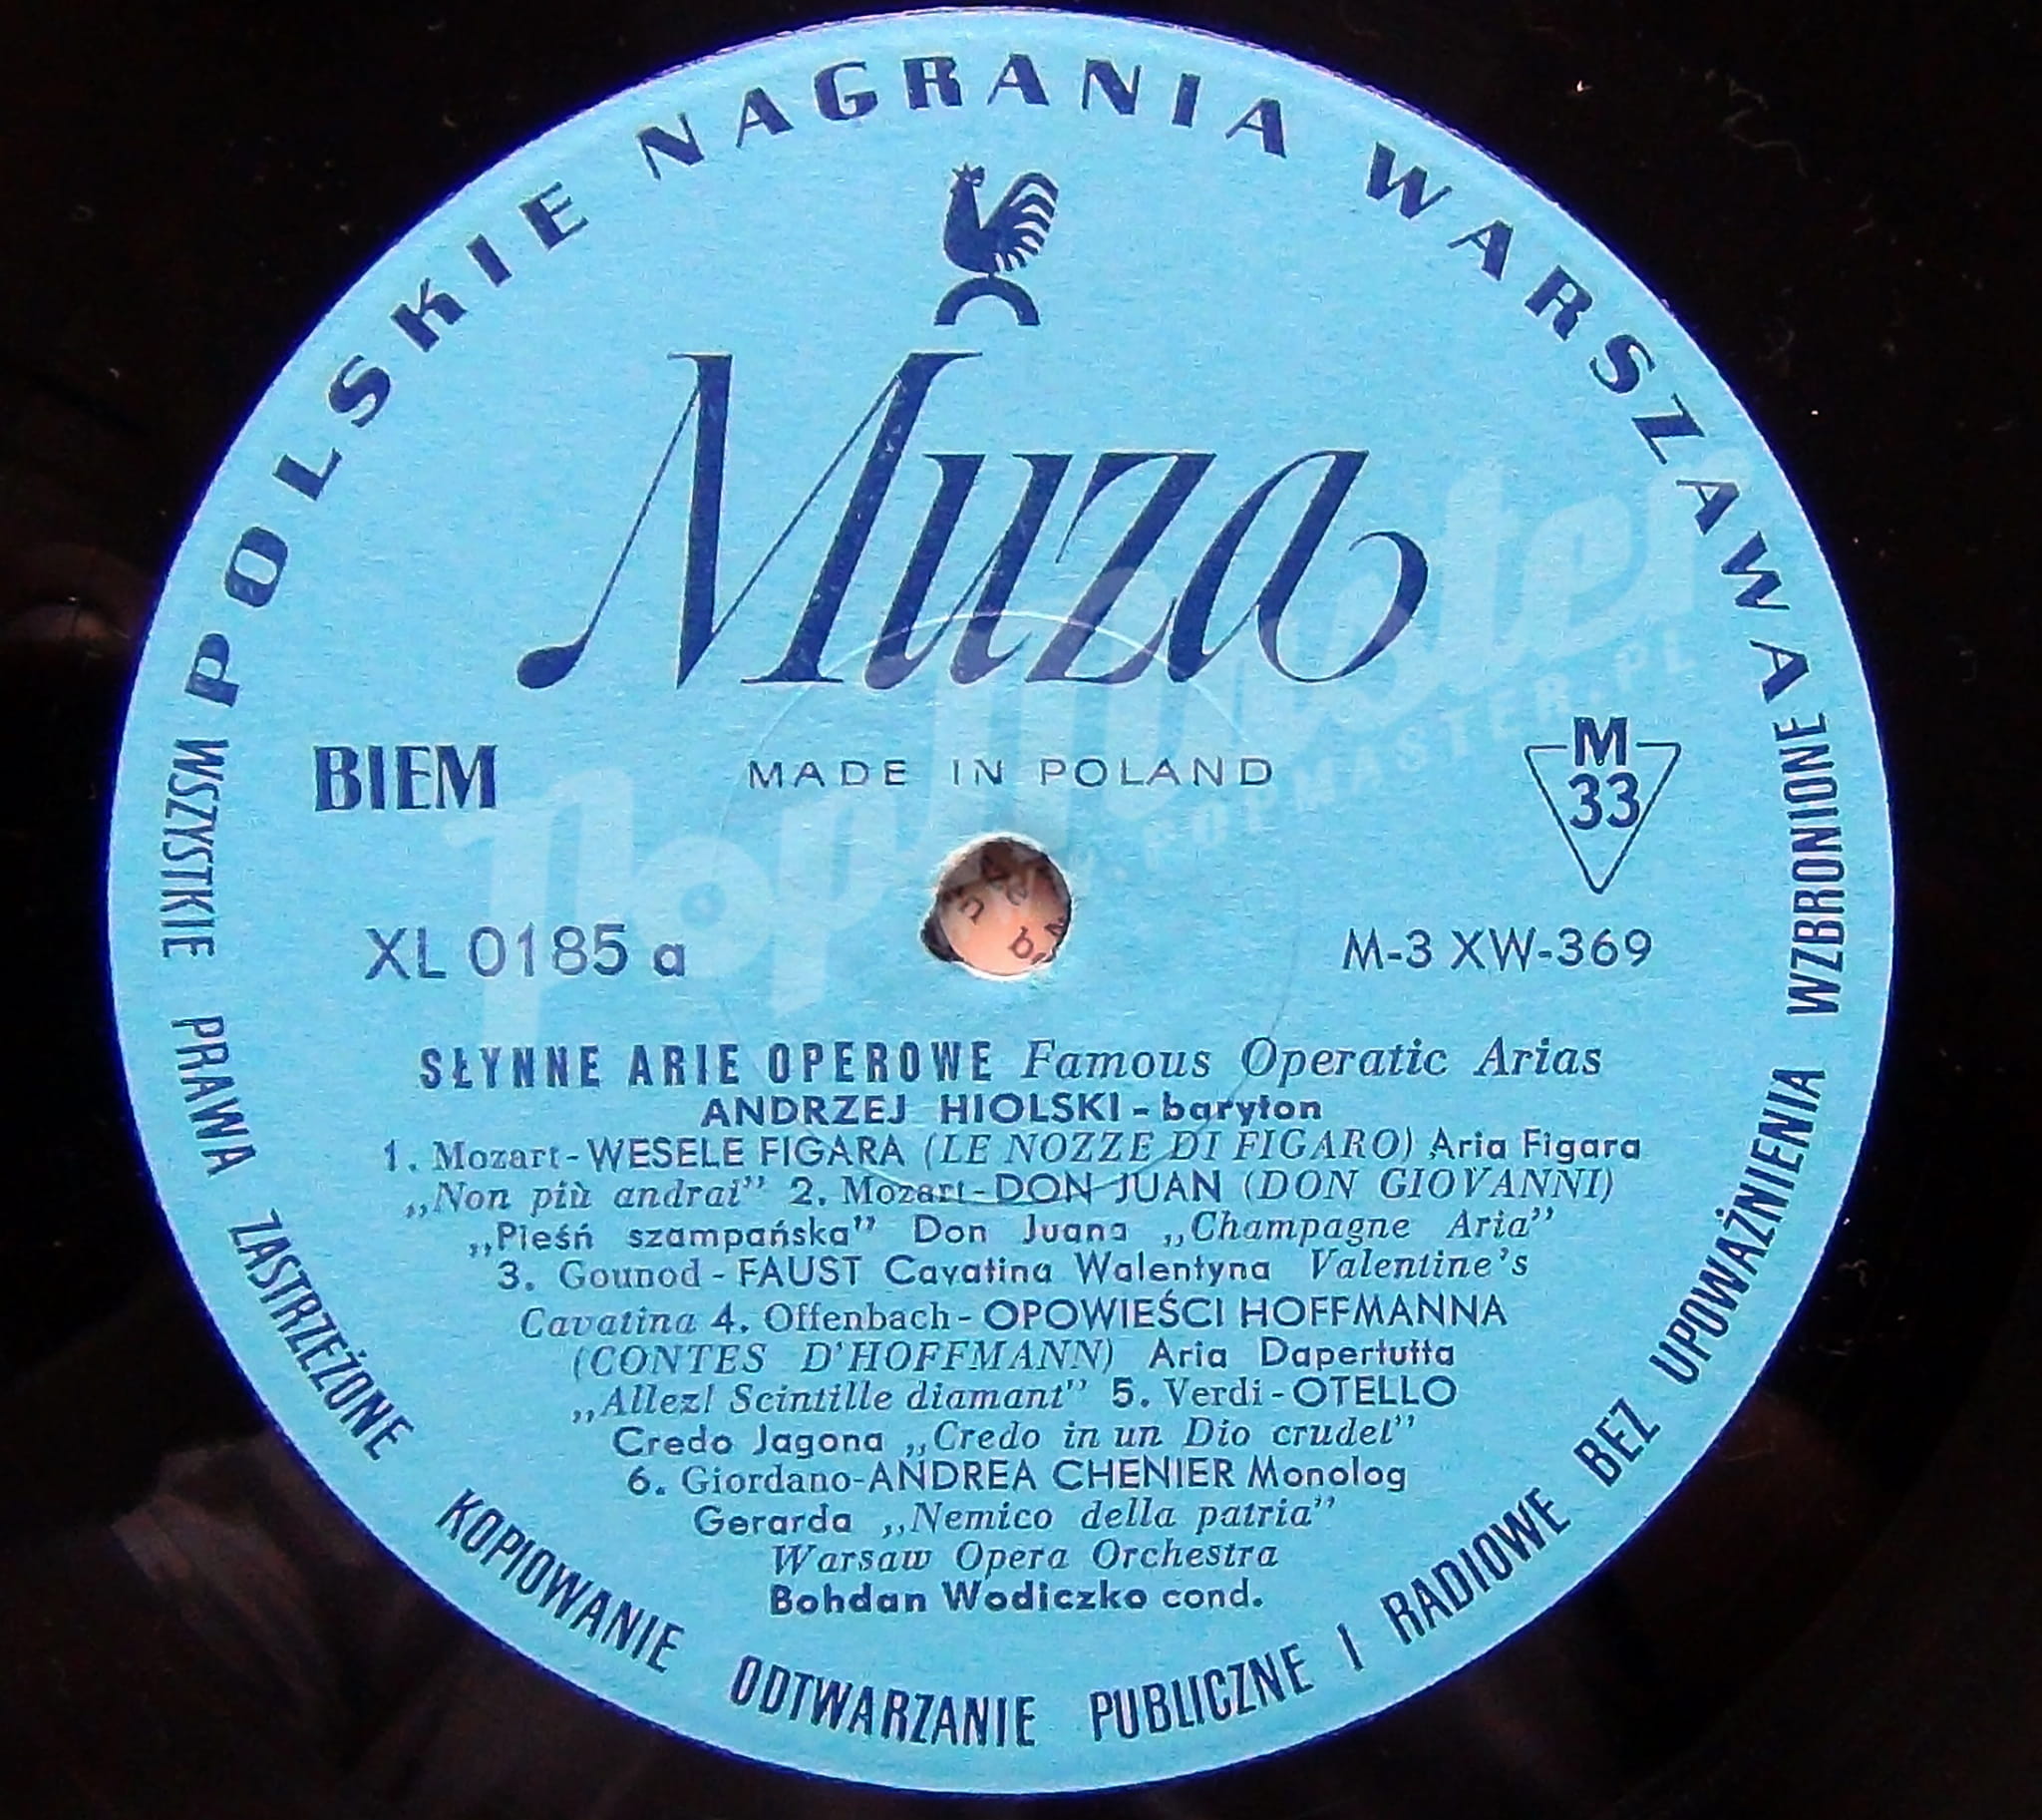 POLSKIE NAGRANIA WARSZAWA
Muza
BIEM
MADE IN POLAND
M
33
XL 0185 a
M-3 XW-369
SŁYNNE ARIE OPEROWE Famous Operatic Arias
ANDRZEJ HIOLSKI - baryton
1. Mozart - WESELE FIGARA (LE NOZZE DI FIGARO) Aria Figara
„Non più andrai” 2. Mozart - DON JUAN (DON GIOVANNI)
„Pieśń szampańska” Don Juana „Champagne Aria”
3. Gounod - FAUST Cavatina Walentyna Valentine's
Cavatina 4. Offenbach - OPOWIEŚCI HOFFMANNA
(CONTES D'HOFFMANN) Aria Dapertutta
„Allez! Scintille diamant” 5. Verdi - OTELLO
Credo Jagona „Credo in un Dio crudel”
6. Giordano-ANDREA CHENIER Monolog
Gerarda „Nemico della patria”
Warsaw Opera Orchestra
Bohdan Wodiczko cond.
WSZYSTKIE PRAWA ZASTRZEŻONE KOPIOWANIE ODTWARZANIE PUBLICZNE I RADIOWE BEZ UPOWAŻNIENIA WZBRONIONE
PopMaster
POPMASTER.PL